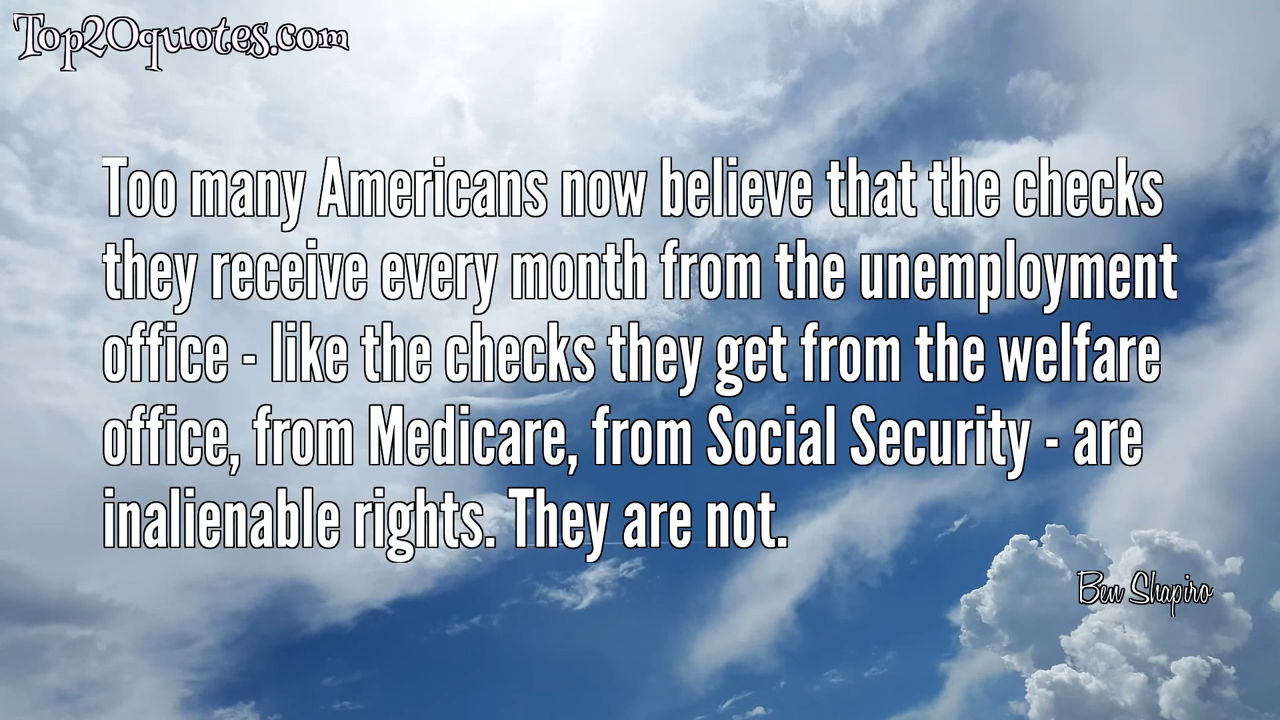 Top20quotes.com
Too many Americans now believe that the checks
they receive every month from the unemployment
office - like the checks they get from the welfare
office, from Medicare, from Social Security - are
inalienable rights. They are not.
Ben Shapiro